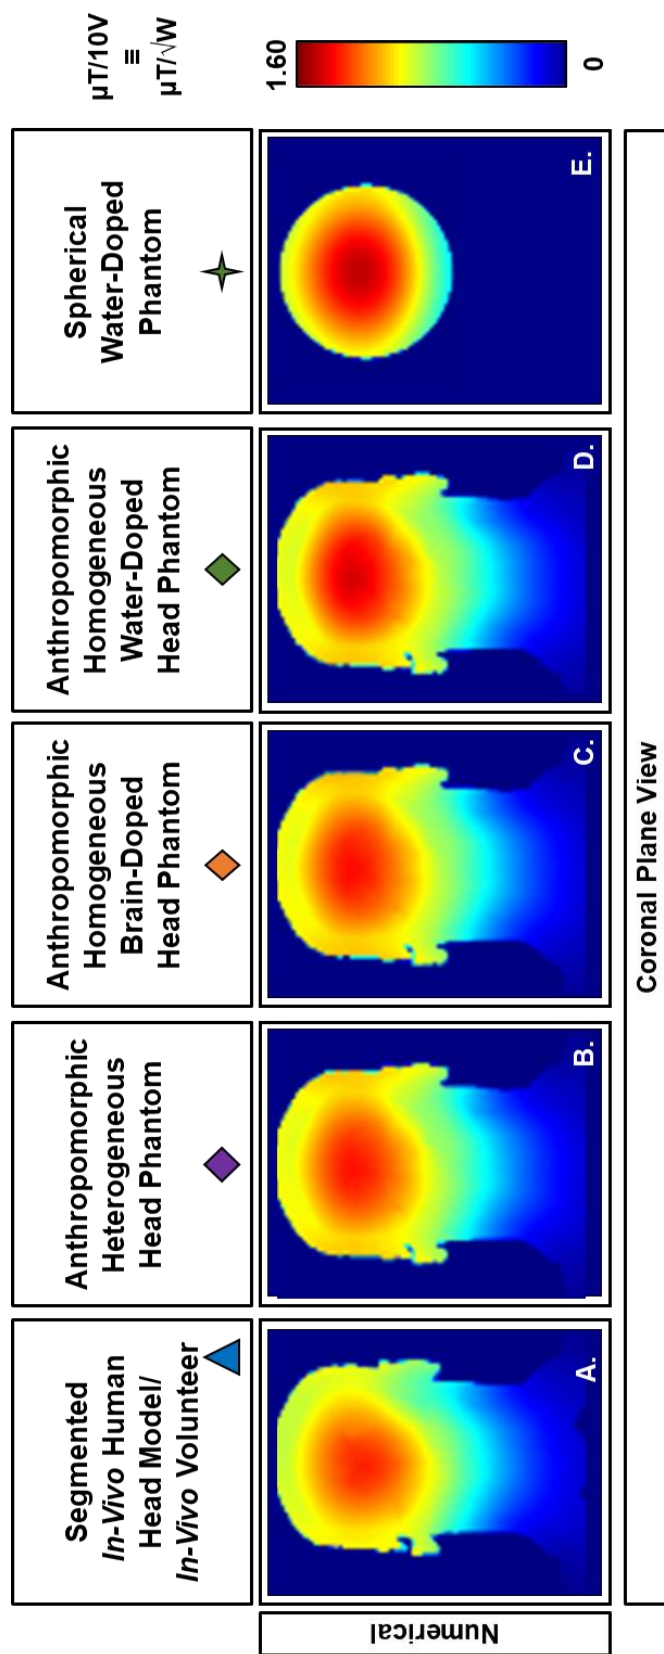 Segmented
In-Vivo Human
Head Model/
In-Vivo Volunteer
Anthropomorphic
Heterogeneous
Head Phantom
Anthropomorphic
Homogeneous
Brain-Doped
Head Phantom
Anthropomorphic
Homogeneous
Water-Doped
Head Phantom
Spherical
Water-Doped
Phantom
μT/10V
≡
μT/√W
1.60
0
Numerical
A.
B.
C.
D.
E.
Coronal Plane View